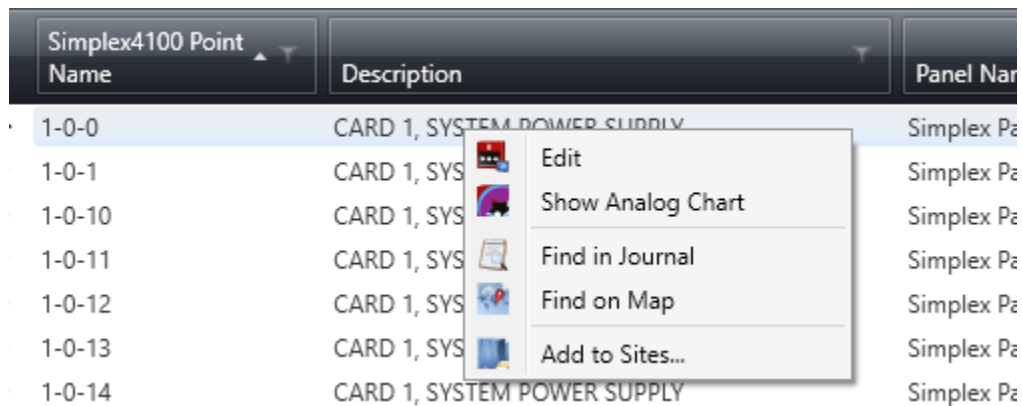 Simplex4100 Point
Name
Description
Panel Nar
1-0-0 CARD 1, SYSTEM POWER SUPPLY Simplex Pa
Edit
1-0-1 CARD 1, SYS Simplex Pa
Show Analog Chart
1-0-10 CARD 1, SYS Simplex Pa
1-0-11 CARD 1, SYS Simplex Pa
Find in Journal
1-0-12 CARD 1, SYS Simplex Pa
Find on Map
1-0-13 CARD 1, SYS Simplex Pa
Add to Sites...
1-0-14 CARD 1, SYSTEM POWER SUPPLY Simplex Pa